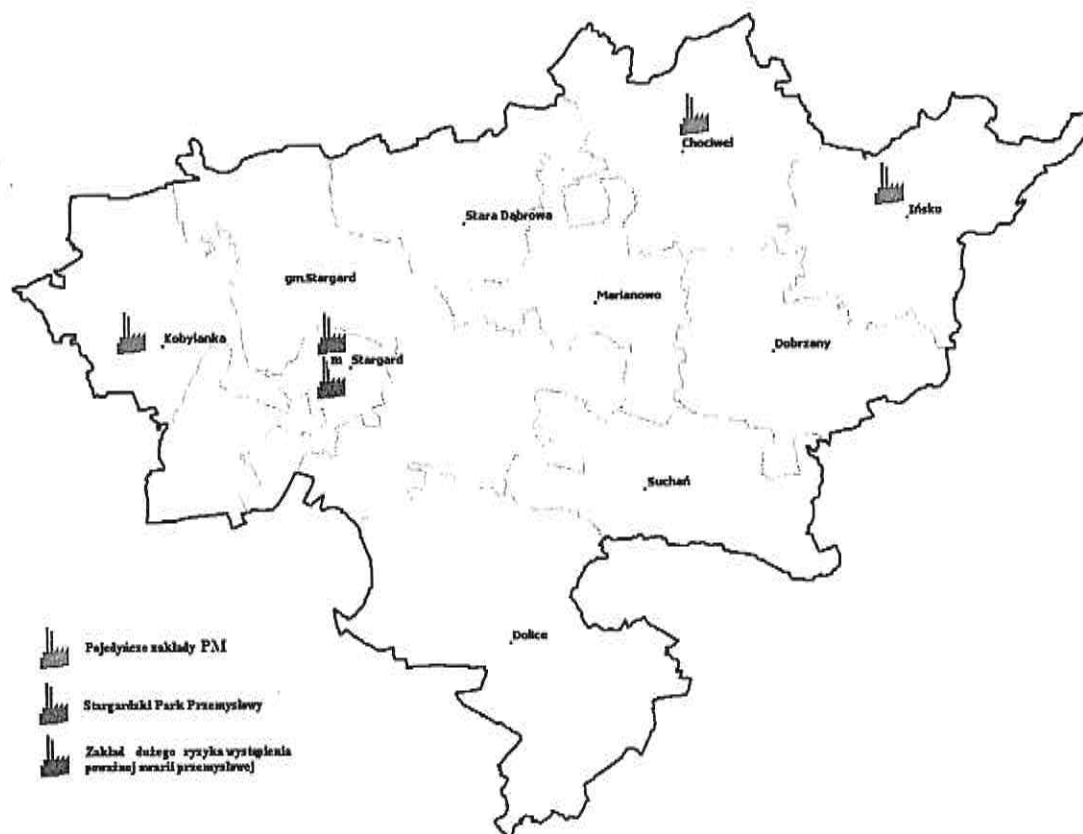 Chociwel
Ińsko
Stara Dąbrowa
gm.Stargard
Marianowo
Kobylanka
m Stargard
Dobrzany
Suchań
Dolice
Pojedyńcze zakłady PM
Stargardzki Park Przemysłowy
Zakład dużego ryzyka wystąpienia
poważnej awarii przemysłowej